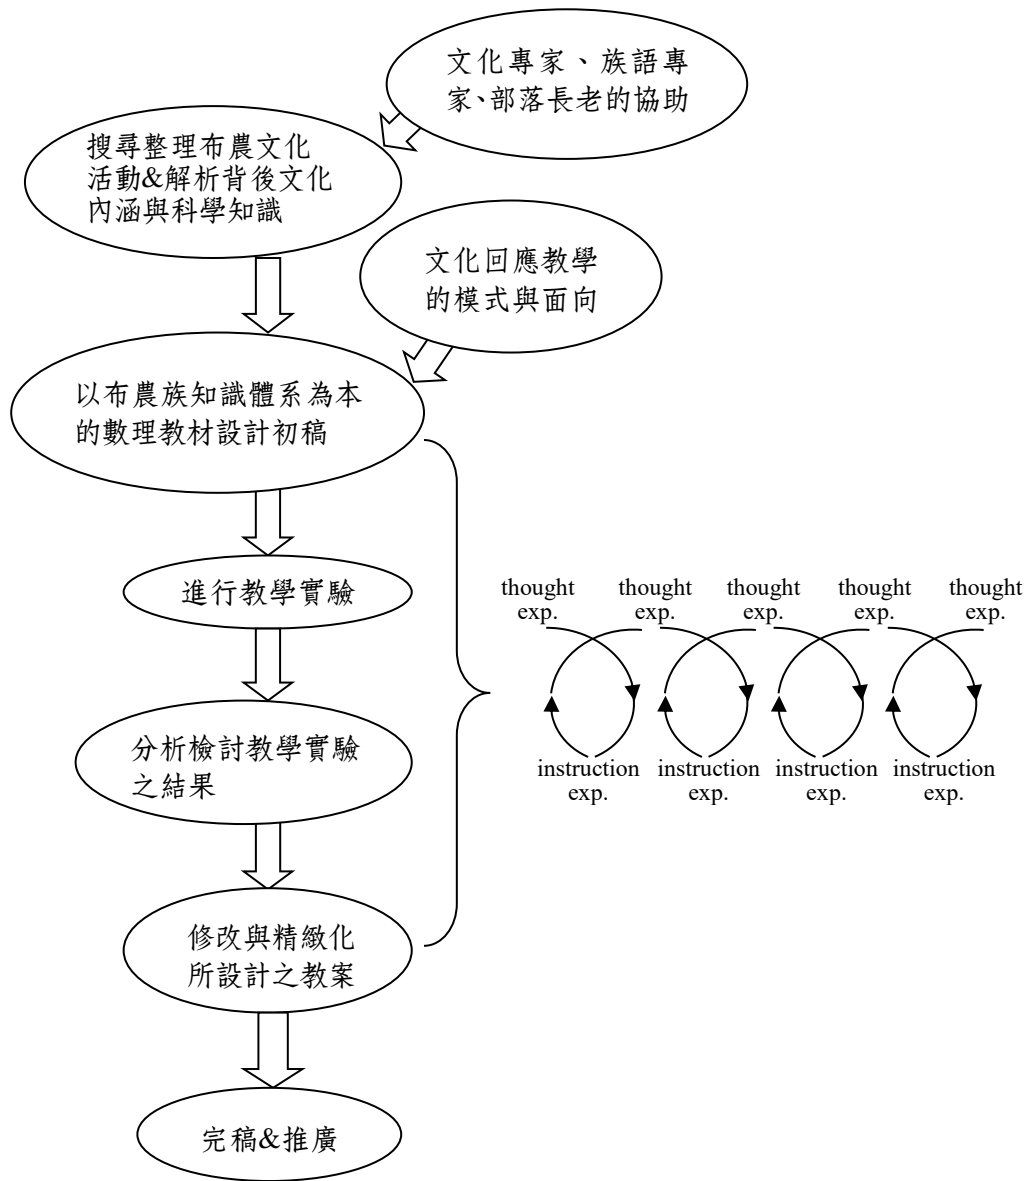 文化專家、族語專
家、部落長老的協助
搜尋整理布農文化
活動&解析背後文化
內涵與科學知識
文化回應教學
的模式與面向
以布農族知識體系為本
的數理教材設計初稿
進行教學實驗
thought thought thought thought thought
exp. exp. exp. exp. exp.
分析檢討教學實驗
之結果
instruction instruction instruction instruction
exp. exp. exp. exp.
修改與精緻化
所設計之教案
完稿&推廣